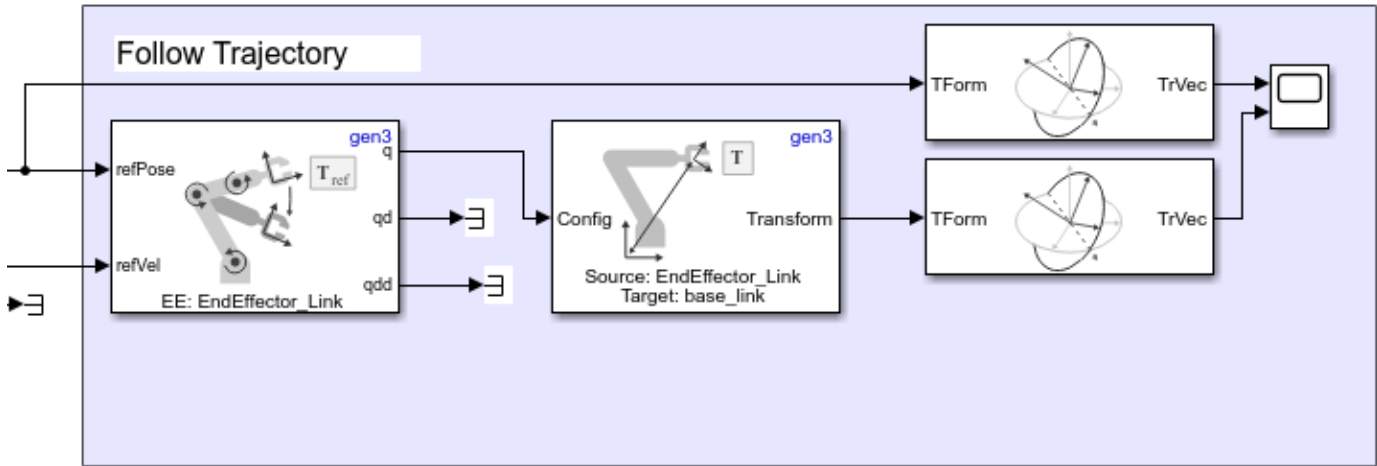 Follow Trajectory
gen3
refPose
refVel
T ref
q
qd
qdd
EE: EndEffector_Link
gen3
T
Config
Transform
Source: EndEffector_Link
Target: base_link
TForm
TrVec
TForm
TrVec